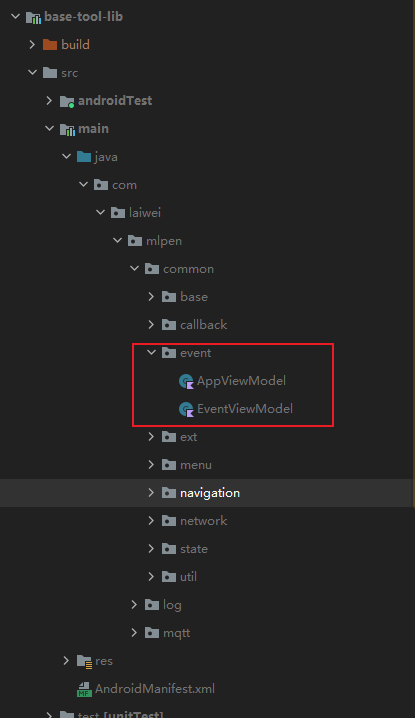 base-tool-lib
build
src
androidTest
main
java
com
laiwei
mlpen
common
base
callback
event
AppViewModel
EventViewModel
ext
menu
navigation
network
state
util
log
mqtt
res
MF AndroidManifest.xml
test [unitTest]